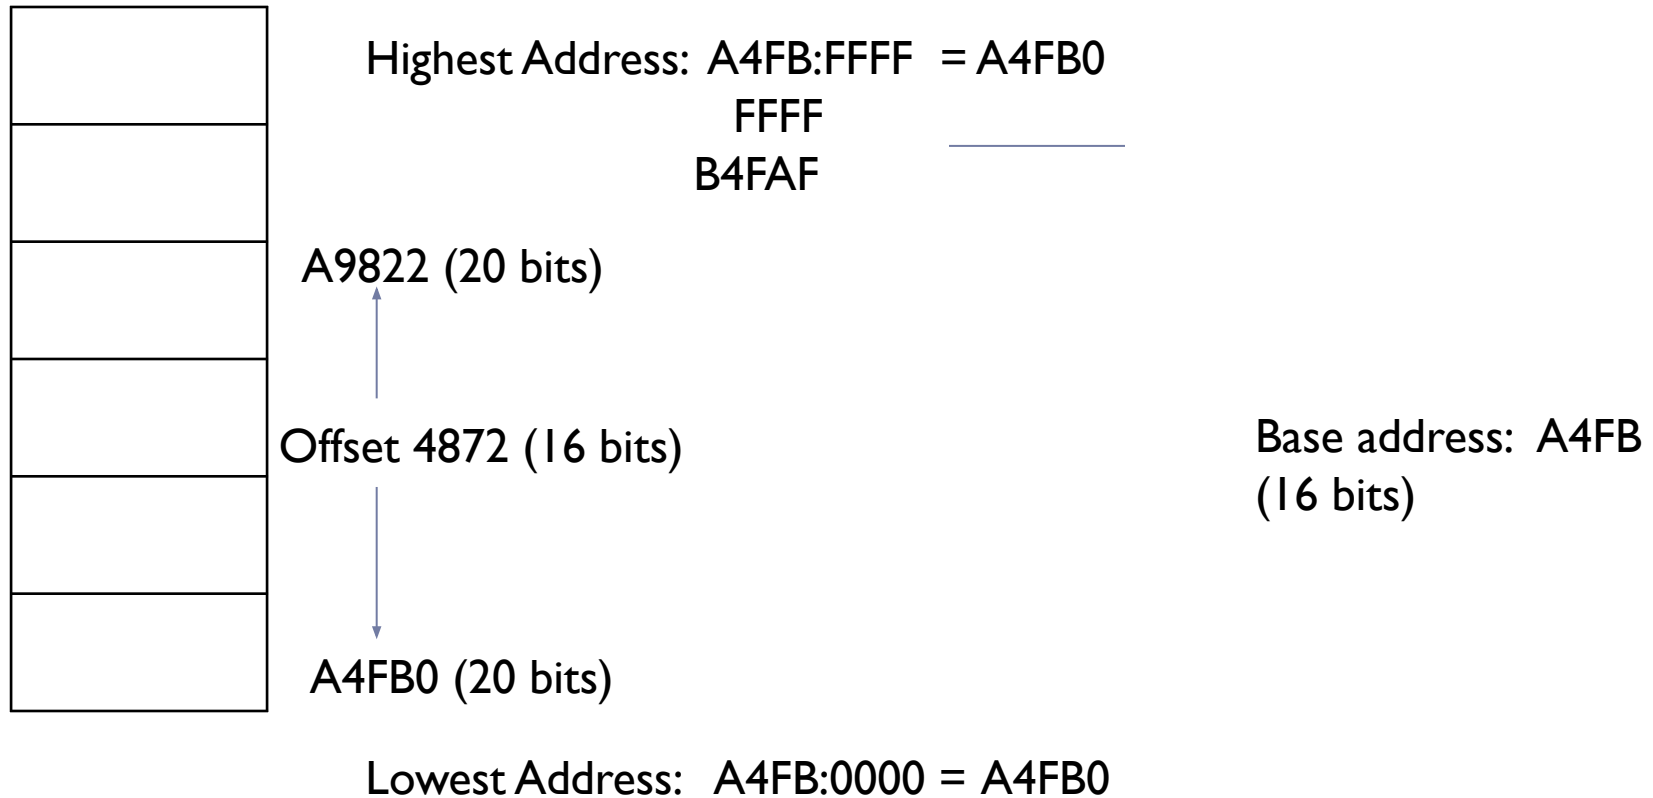 Highest Address: A4FB:FFFF = A4FB0
FFFF
B4FAF
A9822 (20 bits)
Offset 4872 (16 bits)
Base address: A4FB
(16 bits)
A4FB0 (20 bits)
Lowest Address: A4FB:0000 = A4FB0